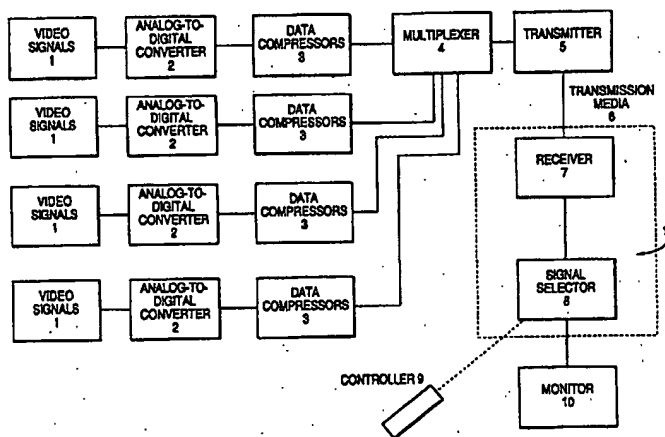 VIDEO
SIGNALS
1
ANALOG-TO-
DIGITAL
CONVERTER
2
DATA
COMPRESSORS
3
MULTIPLEXER
4
TRANSMITTER
5
TRANSMISSION
MEDIA
6
VIDEO
SIGNALS
1
ANALOG-TO-
DIGITAL
CONVERTER
2
DATA
COMPRESSORS
3
RECEIVER
7
VIDEO
SIGNALS
1
ANALOG-TO-
DIGITAL
CONVERTER
2
DATA
COMPRESSORS
3
VIDEO
SIGNALS
1
ANALOG-TO-
DIGITAL
CONVERTER
2
DATA
COMPRESSORS
3
SIGNAL
SELECTOR
8
CONTROLLER 9
MONITOR
10